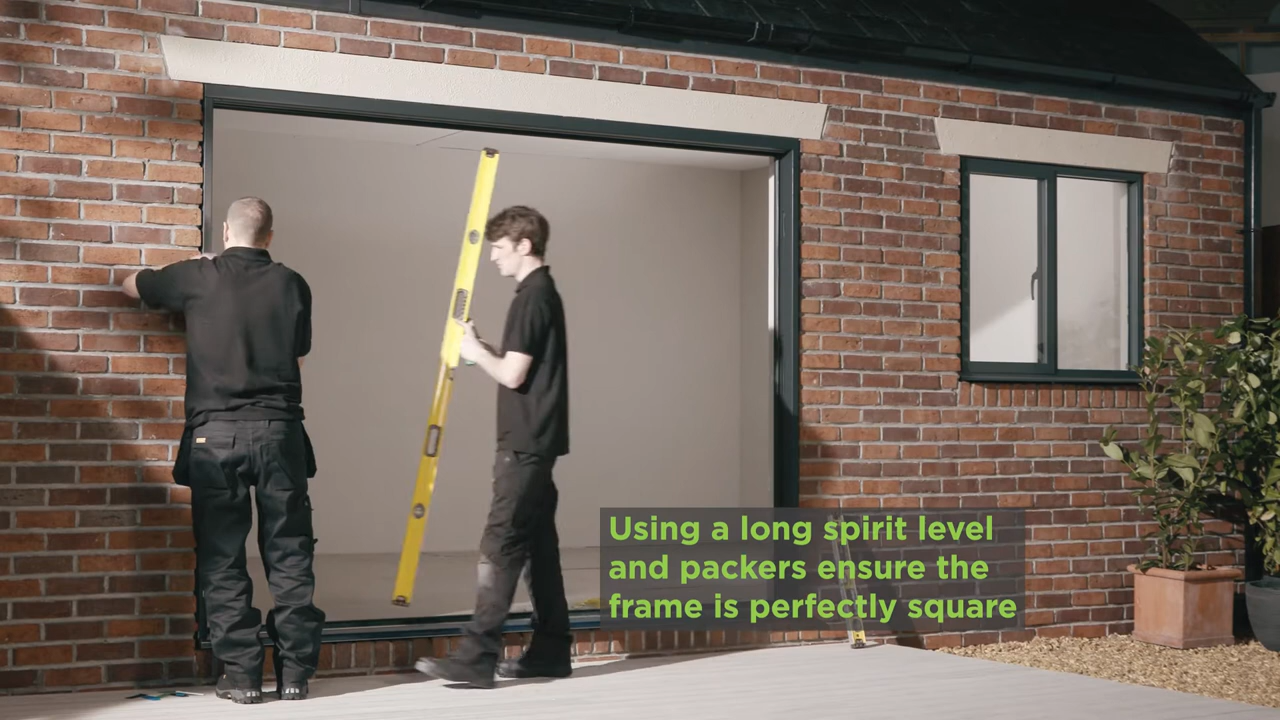 Using a long spirit level
and packers ensure the
frame is perfectly square